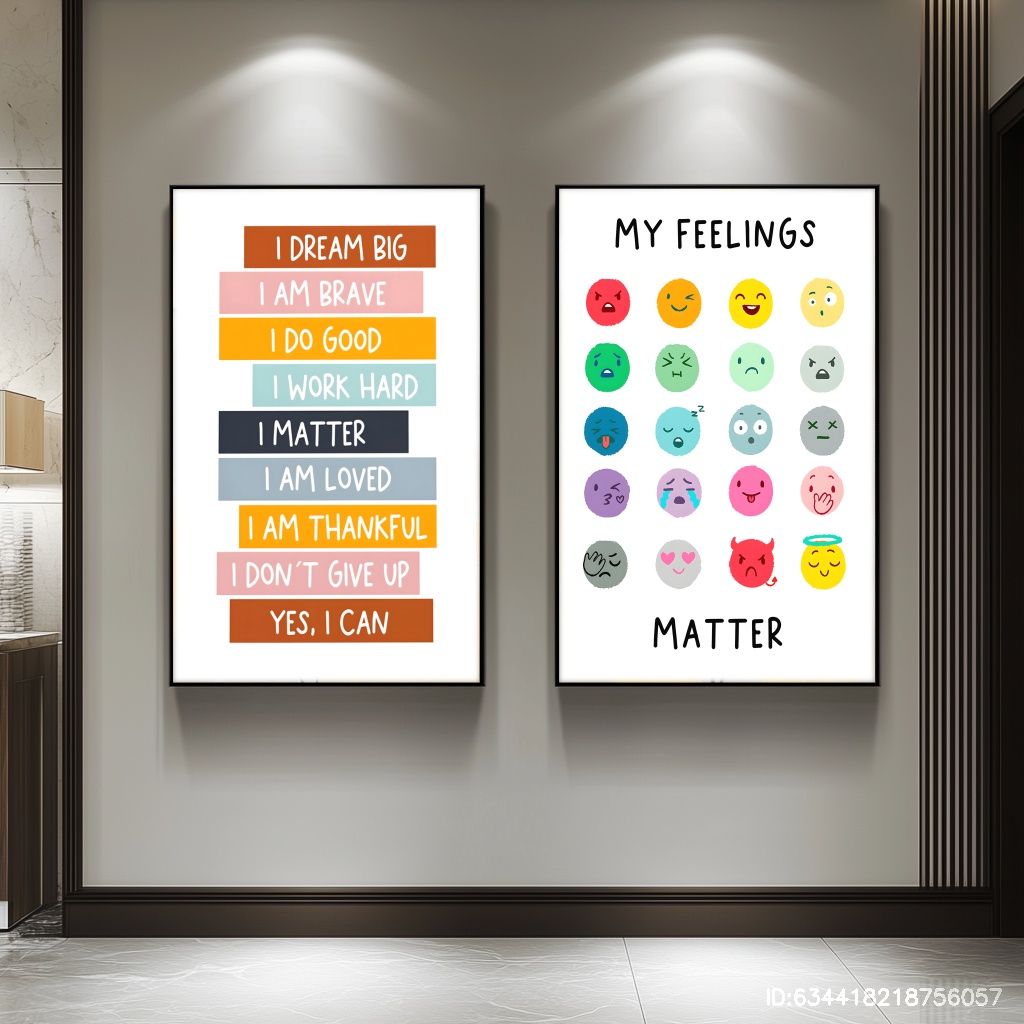 I DREAM BIG
I AM BRAVE
I DO GOOD
I WORK HARD
I MATTER
I AM LOVED
I AM THANKFUL
I DON´T GIVE UP
YES, I CAN
MY FEELINGS
z z
MATTER
ID:634418218756057